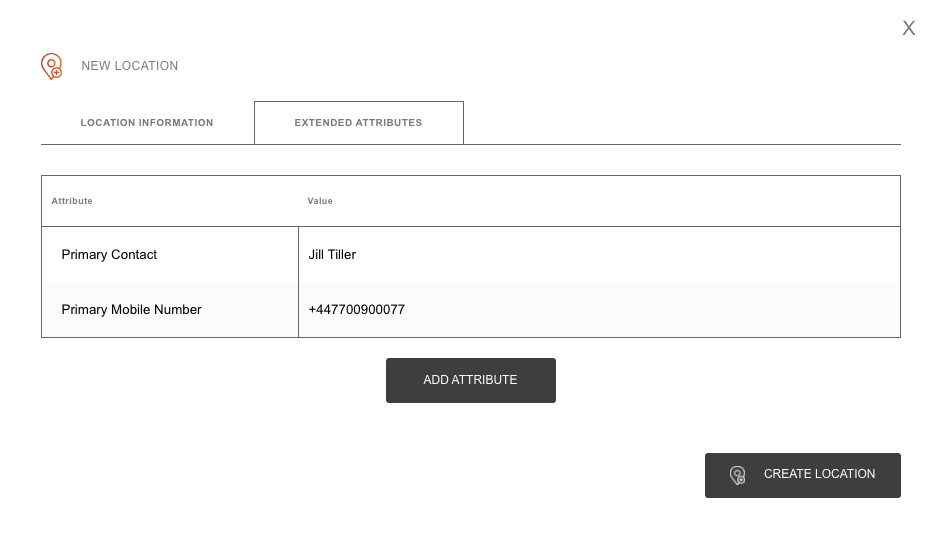 X
NEW LOCATION
LOCATION INFORMATION EXTENDED ATTRIBUTES
Attribute Value
Primary Contact Jill Tiller
Primary Mobile Number +447700900077
ADD ATTRIBUTE
CREATE LOCATION